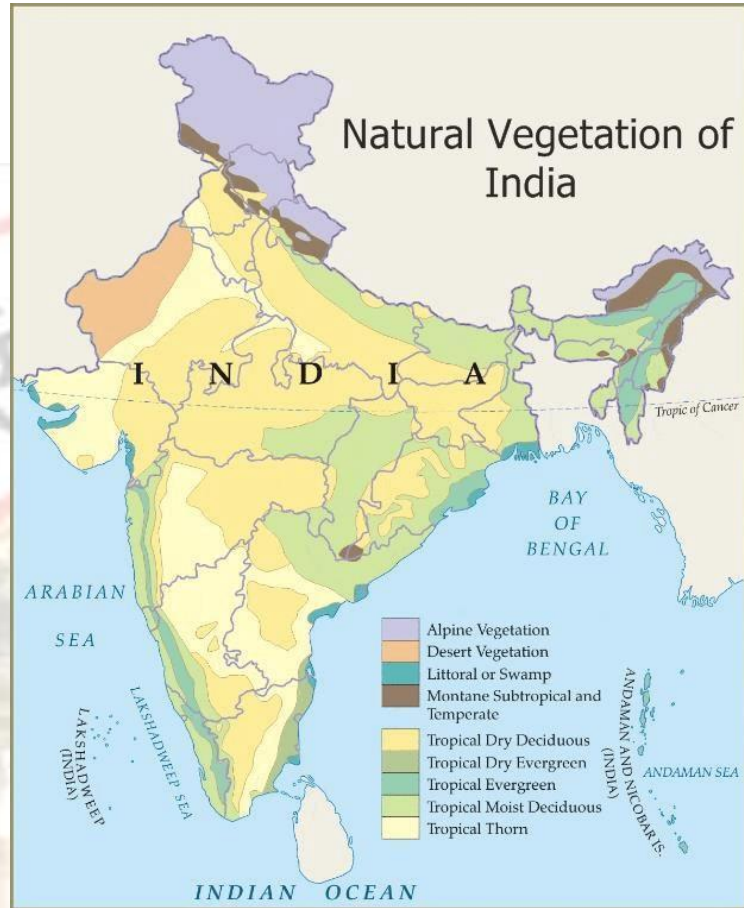 Natural Vegetation of
India
I N D I A
Tropic of Cancer
BAY
OF
BENGAL
ARABIAN
SEA
LAKSHADWEEP SEA
LAKSHADWEEP
(INDIA)
Alpine Vegetation
Desert Vegetation
Littoral or Swamp
Montane Subtropical and
Temperate
Tropical Dry Deciduous
Tropical Dry Evergreen
Tropical Evergreen
Tropical Moist Deciduous
Tropical Thorn
ANDAMAN AND NICOBAR IS.
(INDIA)
ANDAMAN SEA
INDIAN OCEAN